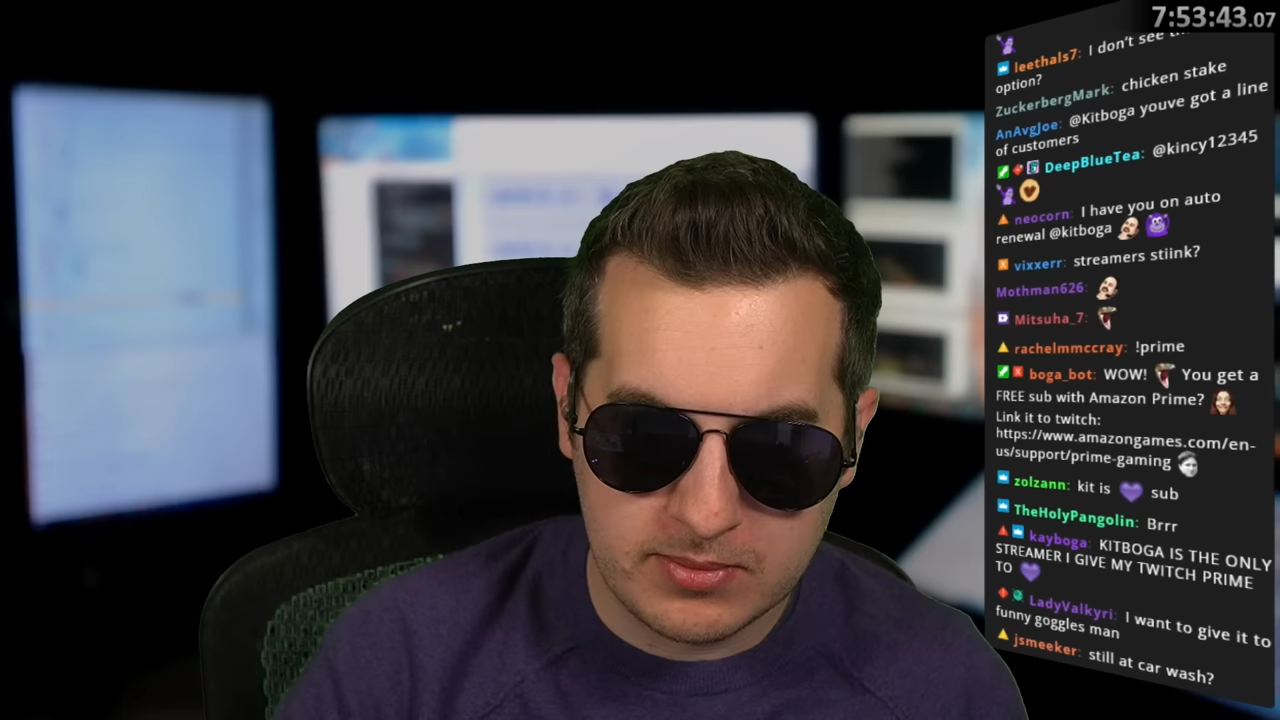 7:53:43.07
leethals7: I don't see
option?
ZuckerbergMark: chicken stake
AnAvgJoe: @Kitboga youve got a line
of customers
DeepBlueTea: @kincy12345
neocorn: I have you on auto
renewal @kitboga
vixxerr: streamers stiink?
Mothman626:
Mitsuha_7:
rachelmmccray: !prime
boga_bot: WOW! You get a
FREE sub with Amazon Prime?
Link it to twitch:
https://www.amazongames.com/en-
us/support/prime-gaming
zolzann: kit is sub
TheHolyPangolin: Brrr
kayboga: KITBOGA IS THE ONLY
STREAMER I GIVE MY TWITCH PRIME
TO
LadyValkyri: I want to give it to
funny goggles man
jsmeeker: still at car wash?